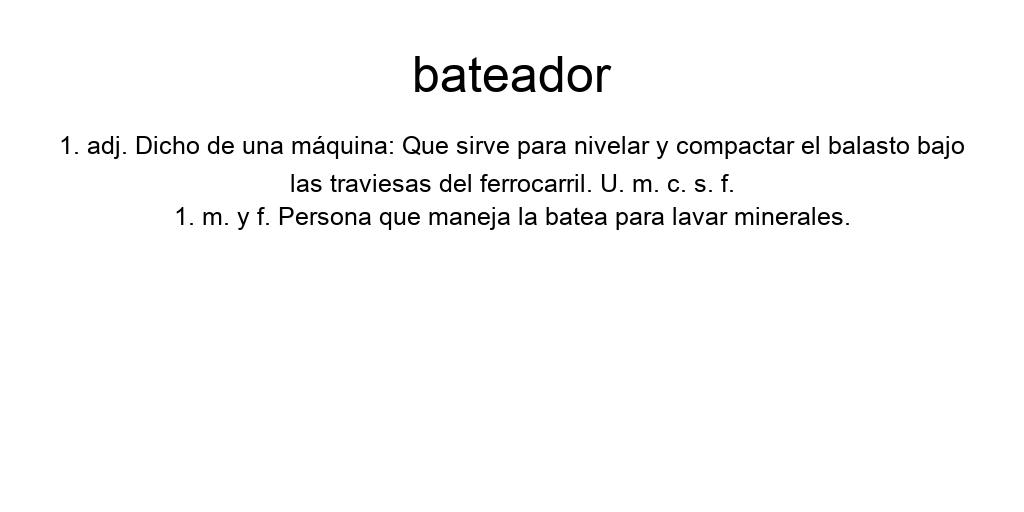 bateador
1. adj. Dicho de una máquina: Que sirve para nivelar y compactar el balasto bajo
las traviesas del ferrocarril. U. m. c. s. f.
1. m. y f. Persona que maneja la batea para lavar minerales.